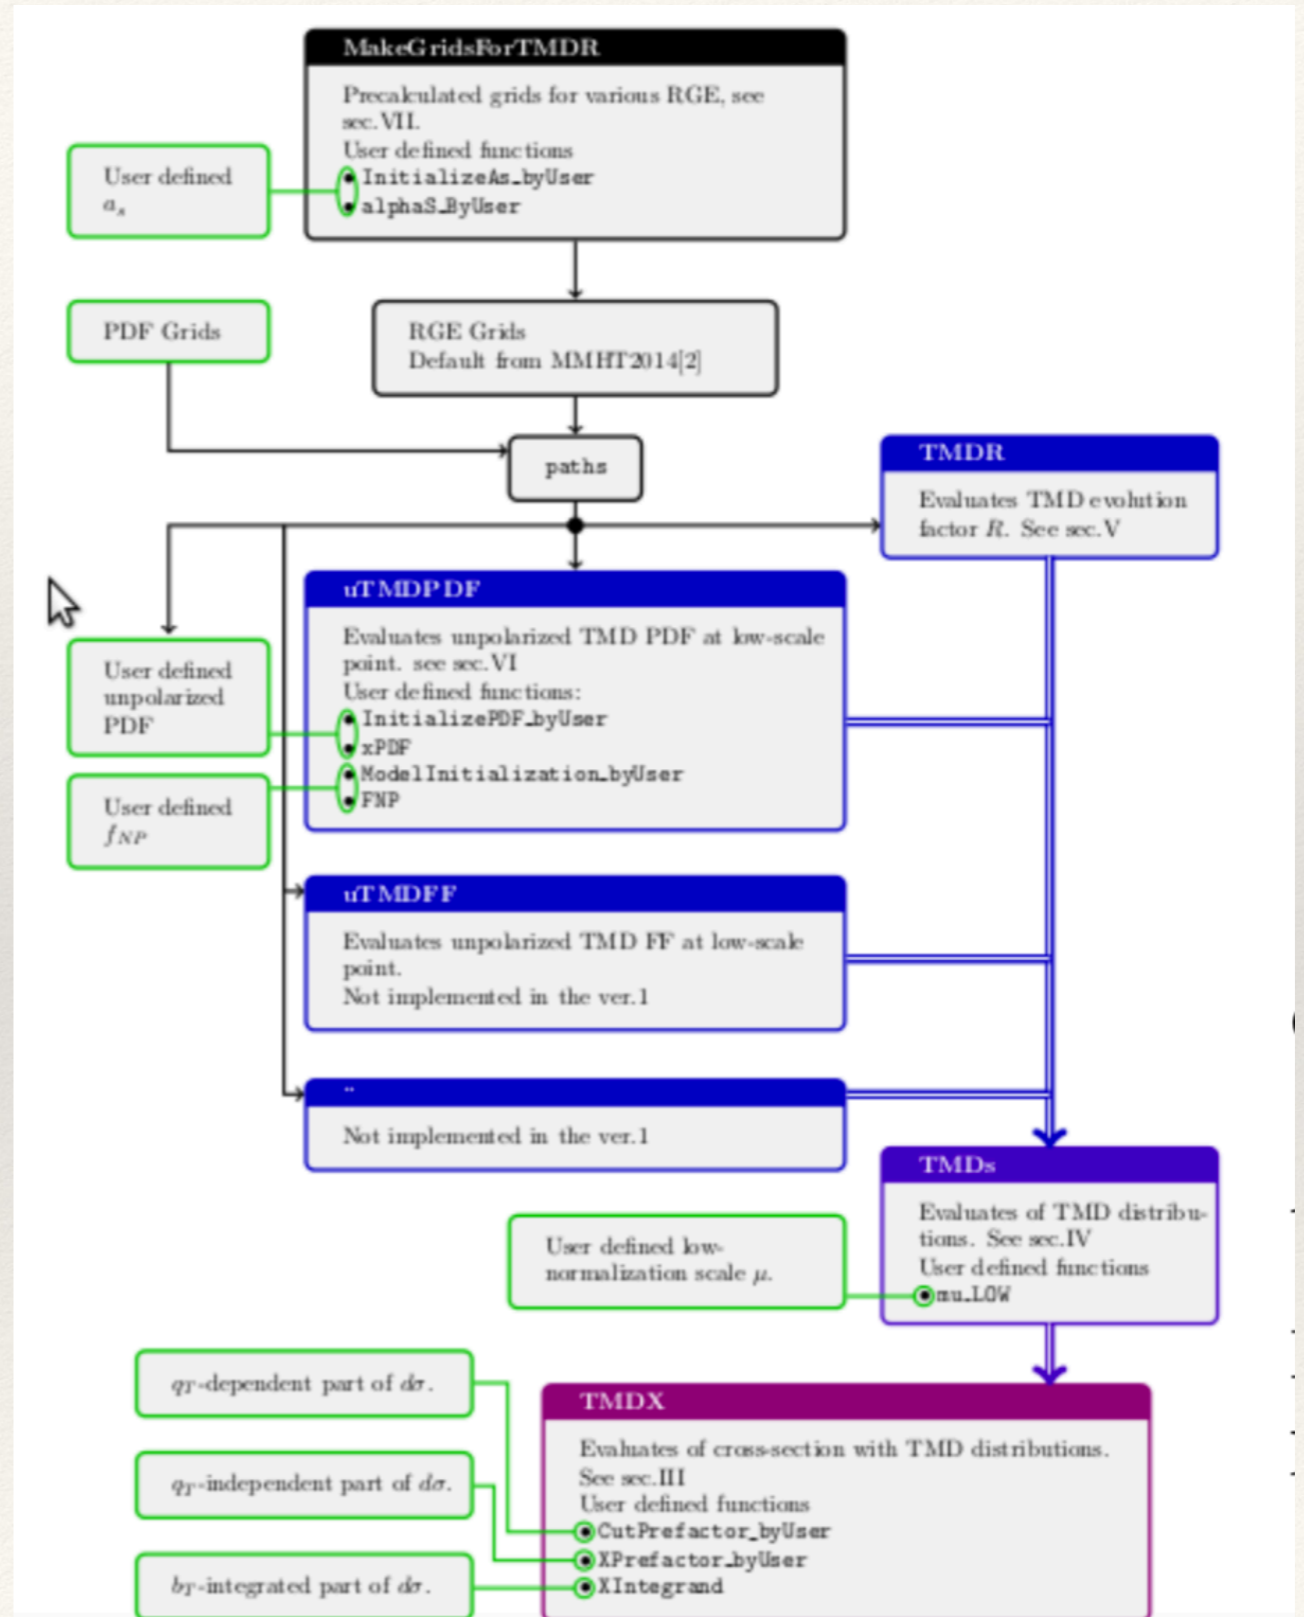 MakeGridsForTMDR
Precalculated grids for various RGE, see
sec.VII.
User defined functions
• InitializeAs_byUser
• alphaS_ByUser
User defined
aₛ
PDF Grids
RGE Grids
Default from MMHT2014[2]
paths
TMDR
Evaluates TMD evolution
factor R. See sec.V
uTMDPDF
Evaluates unpolarized TMD PDF at low-scale
point. see sec.VI
User defined functions:
• InitializePDF_byUser
• xPDF
• ModelInitialization_byUser
• FNP
User defined
unpolarized
PDF
User defined
f_NP
uTMDFF
Evaluates unpolarized TMD FF at low-scale
point.
Not implemented in the ver.1
..
Not implemented in the ver.1
TMDs
Evaluates of TMD distribu-
tions. See sec.IV
User defined functions
• mu_LOW
User defined low-
normalization scale μ.
q_T-dependent part of dσ.
q_T-independent part of dσ.
b_T-integrated part of dσ.
TMDX
Evaluates of cross-section with TMD distributions.
See sec.III
User defined functions
• CutPrefactor_byUser
• XPrefactor_byUser
• XIntegrand